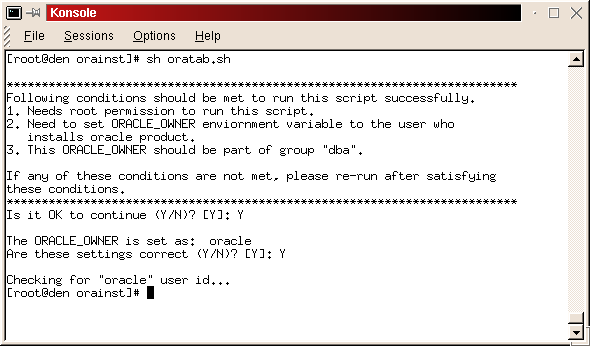 Konsole
File Sessions Options Help
[root@den orainst]# sh oratab.sh
*************************************************************************
Following conditions should be met to run this script successfully.
1. Needs root permission to run this script.
2. Need to set ORACLE_OWNER enviornment variable to the user who
installs oracle product.
3. This ORACLE_OWNER should be part of group "dba".
If any of these conditions are not met, please re-run after satisfying
these conditions.
*************************************************************************
Is it OK to continue (Y/N)? [Y]: Y
The ORACLE_OWNER is set as:  oracle
Are these settings correct (Y/N)? [Y]: Y
Checking for "oracle" user id...
[root@den orainst]#